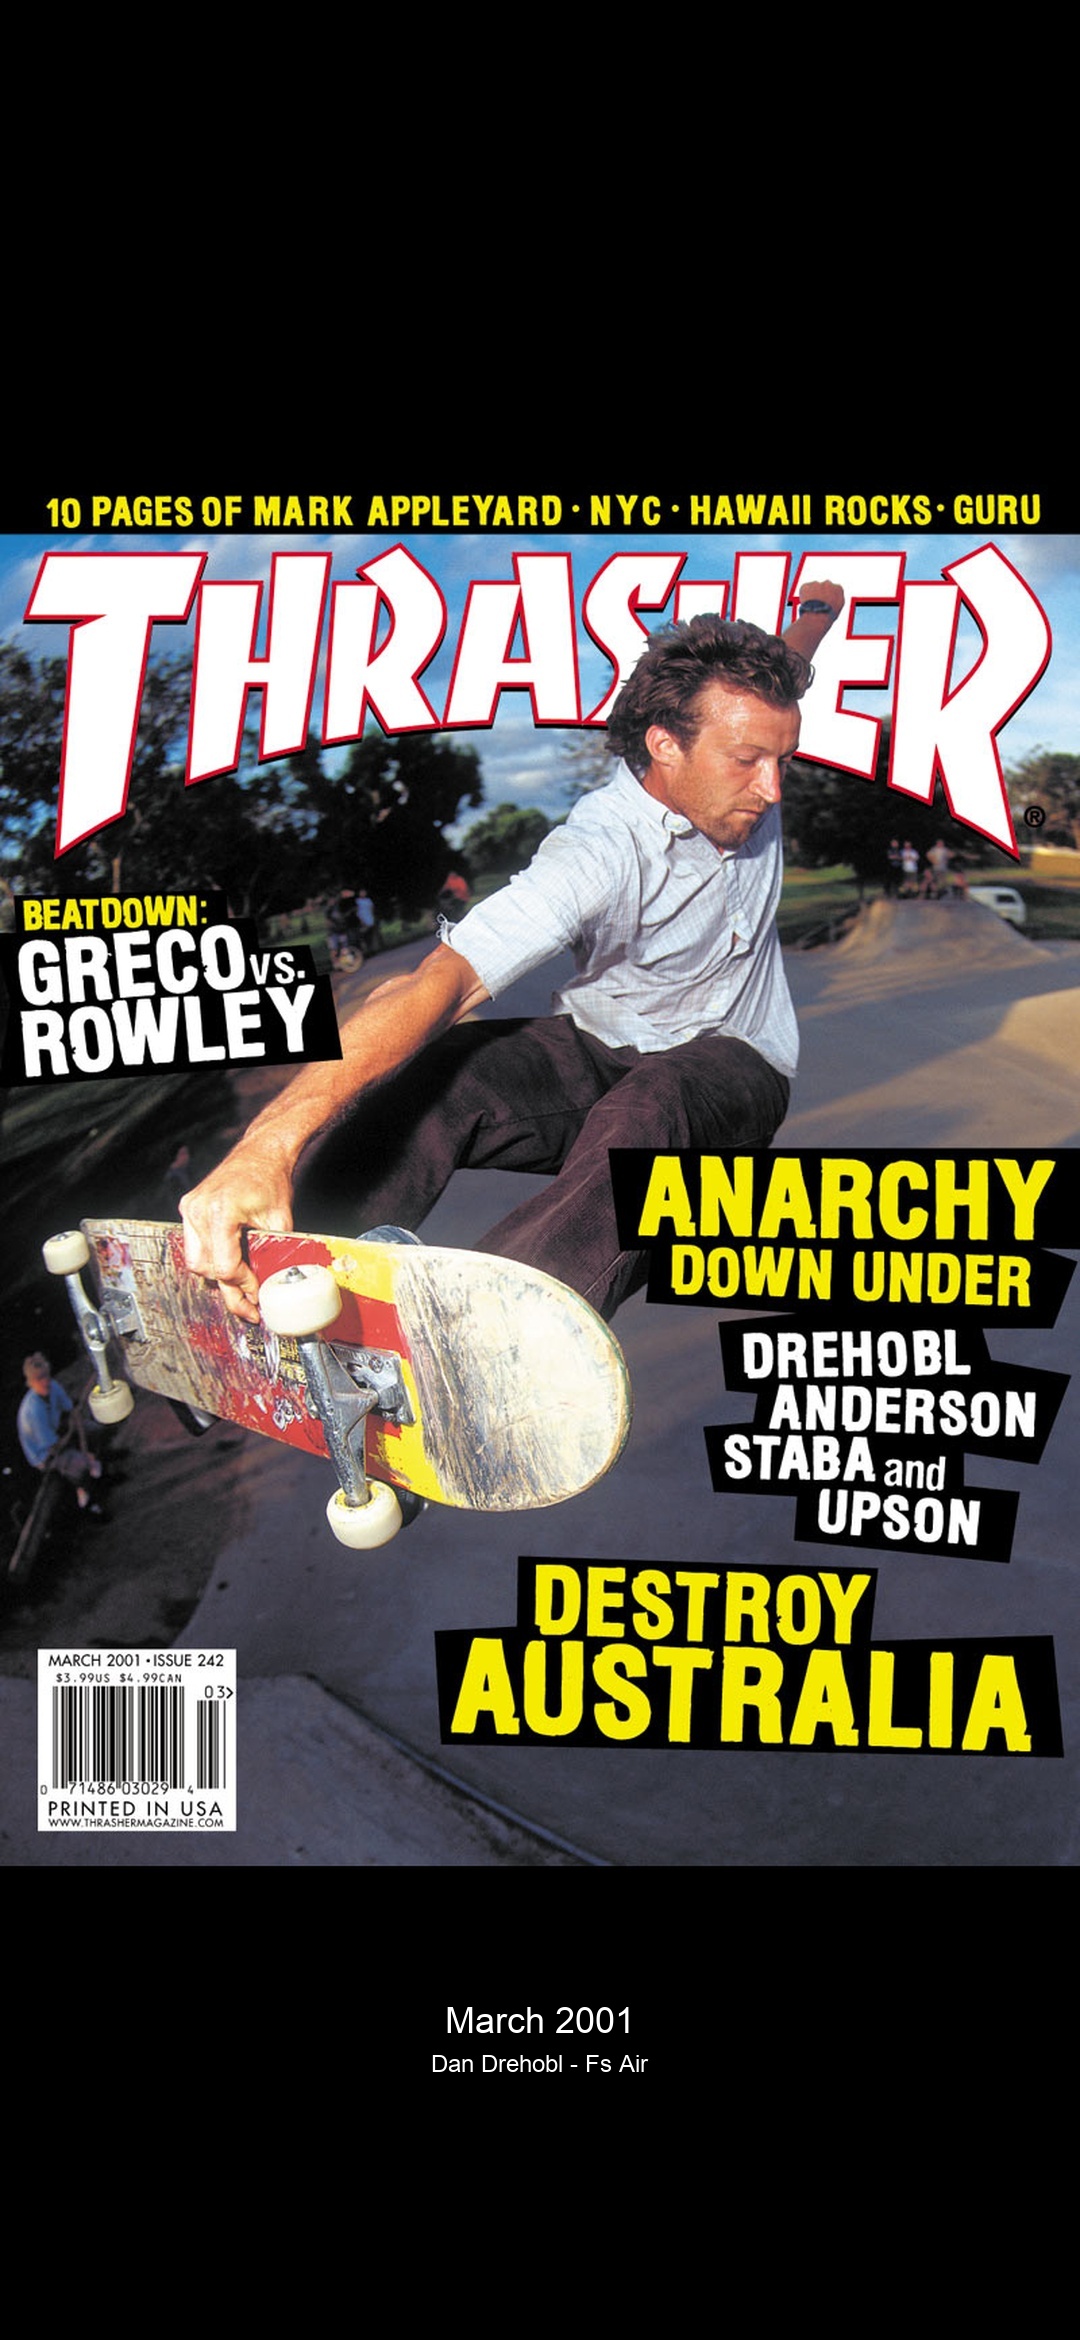 10 PAGES OF MARK APPLEYARD · NYC · HAWAII ROCKS · GURU
THRASHER
®
BEATDOWN:
GRECO VS.
ROWLEY
ANARCHY
DOWN UNDER
DREHOBL
ANDERSON
STABA and
UPSON
DESTROY
AUSTRALIA
MARCH 2001 · ISSUE 242
$3.99US $4.99CAN
03>
0 71486 03029 4
PRINTED IN USA
WWW.THRASHERMAGAZINE.COM
March 2001
Dan Drehobl - Fs Air